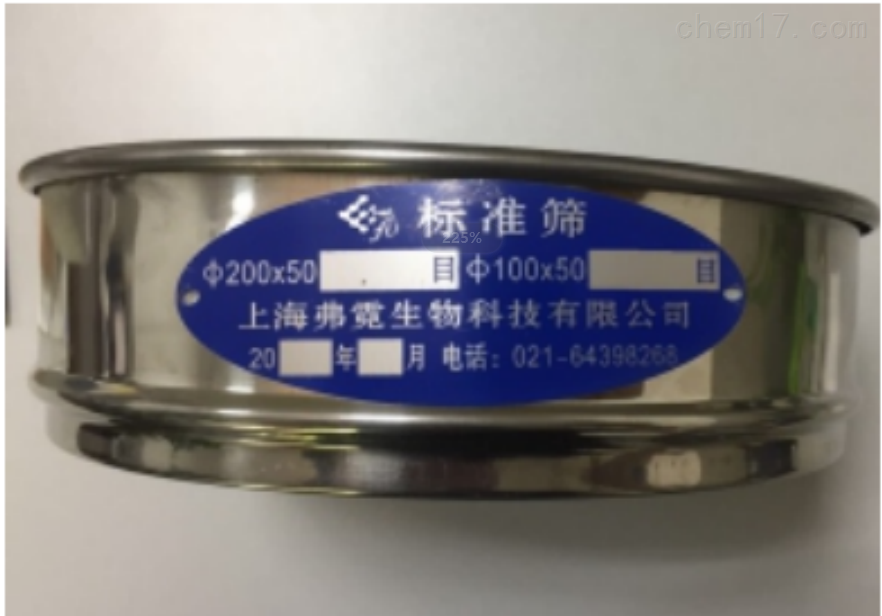 chem17.com
标准筛
225%
Φ200x50 目 Φ100x50 目
上海弗霓生物科技有限公司
20 年 月 电话：021-64398268